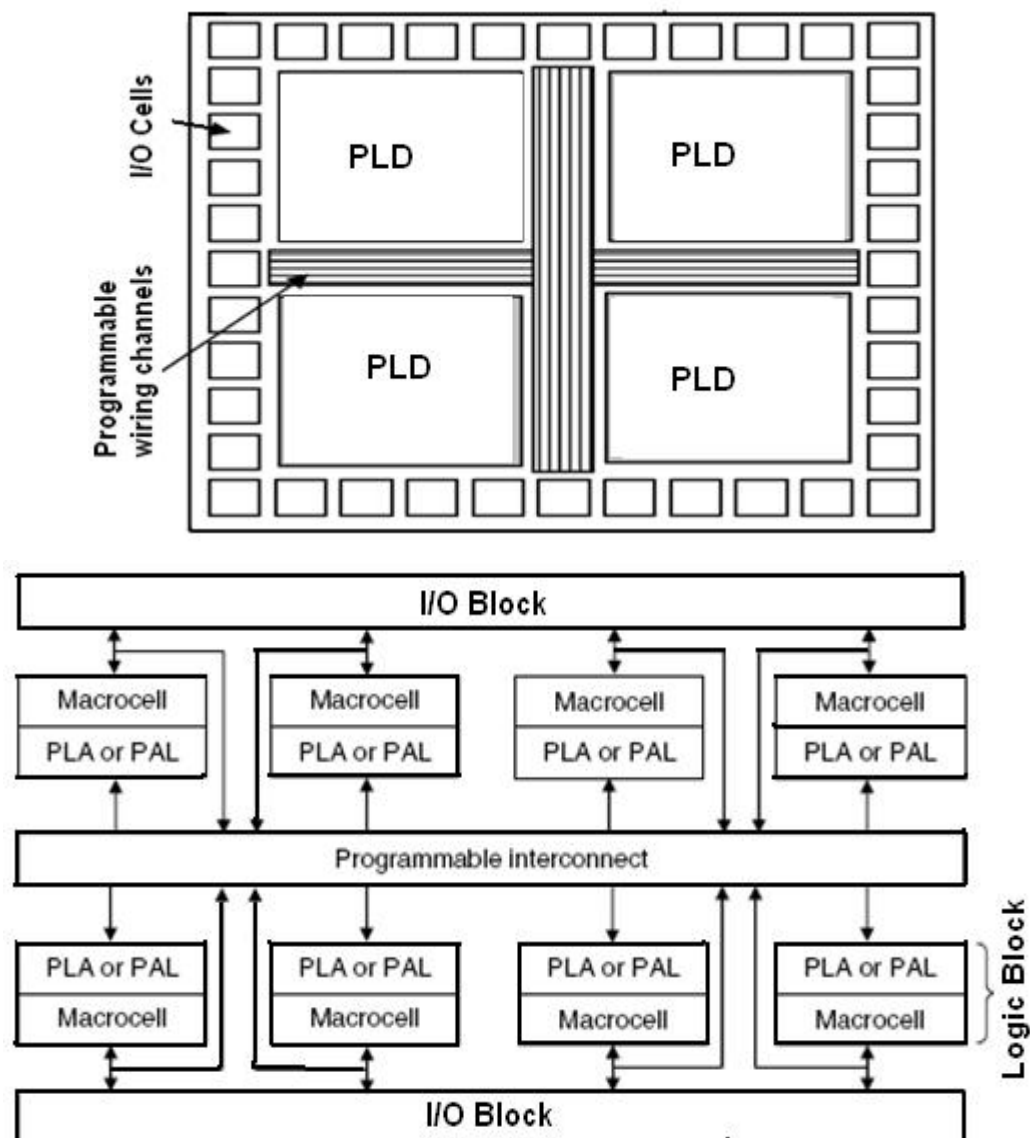 I/O Cells
PLD
PLD
Programmable
wiring channels
PLD
PLD
I/O Block
Macrocell
PLA or PAL
Macrocell
PLA or PAL
Macrocell
PLA or PAL
Macrocell
PLA or PAL
Programmable interconnect
PLA or PAL
Macrocell
PLA or PAL
Macrocell
PLA or PAL
Macrocell
PLA or PAL
Macrocell
Logic Block
I/O Block